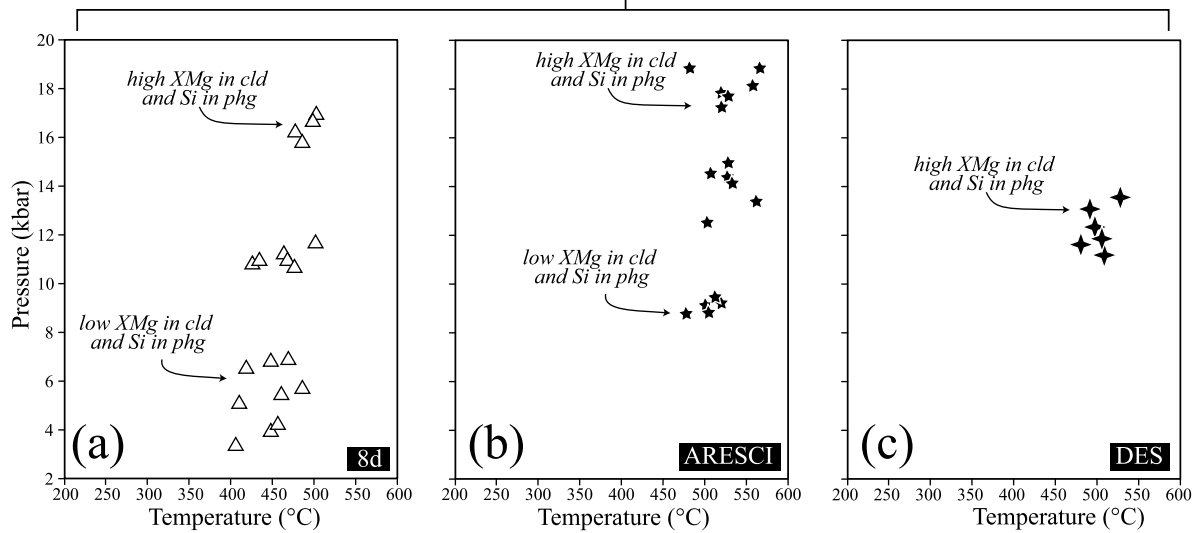 20
18
16
14
12
10
8
6
4
2
Pressure (kbar)
high XMg in cld
and Si in phg
low XMg in cld
and Si in phg
(a)
8d
200 250 300 350 400 450 500 550 600
Temperature (°C)
high XMg in cld
and Si in phg
low XMg in cld
and Si in phg
(b)
ARESCI
200 250 300 350 400 450 500 550 600
Temperature (°C)
high XMg in cld
and Si in phg
(c)
DES
200 250 300 350 400 450 500 550 600
Temperature (°C)